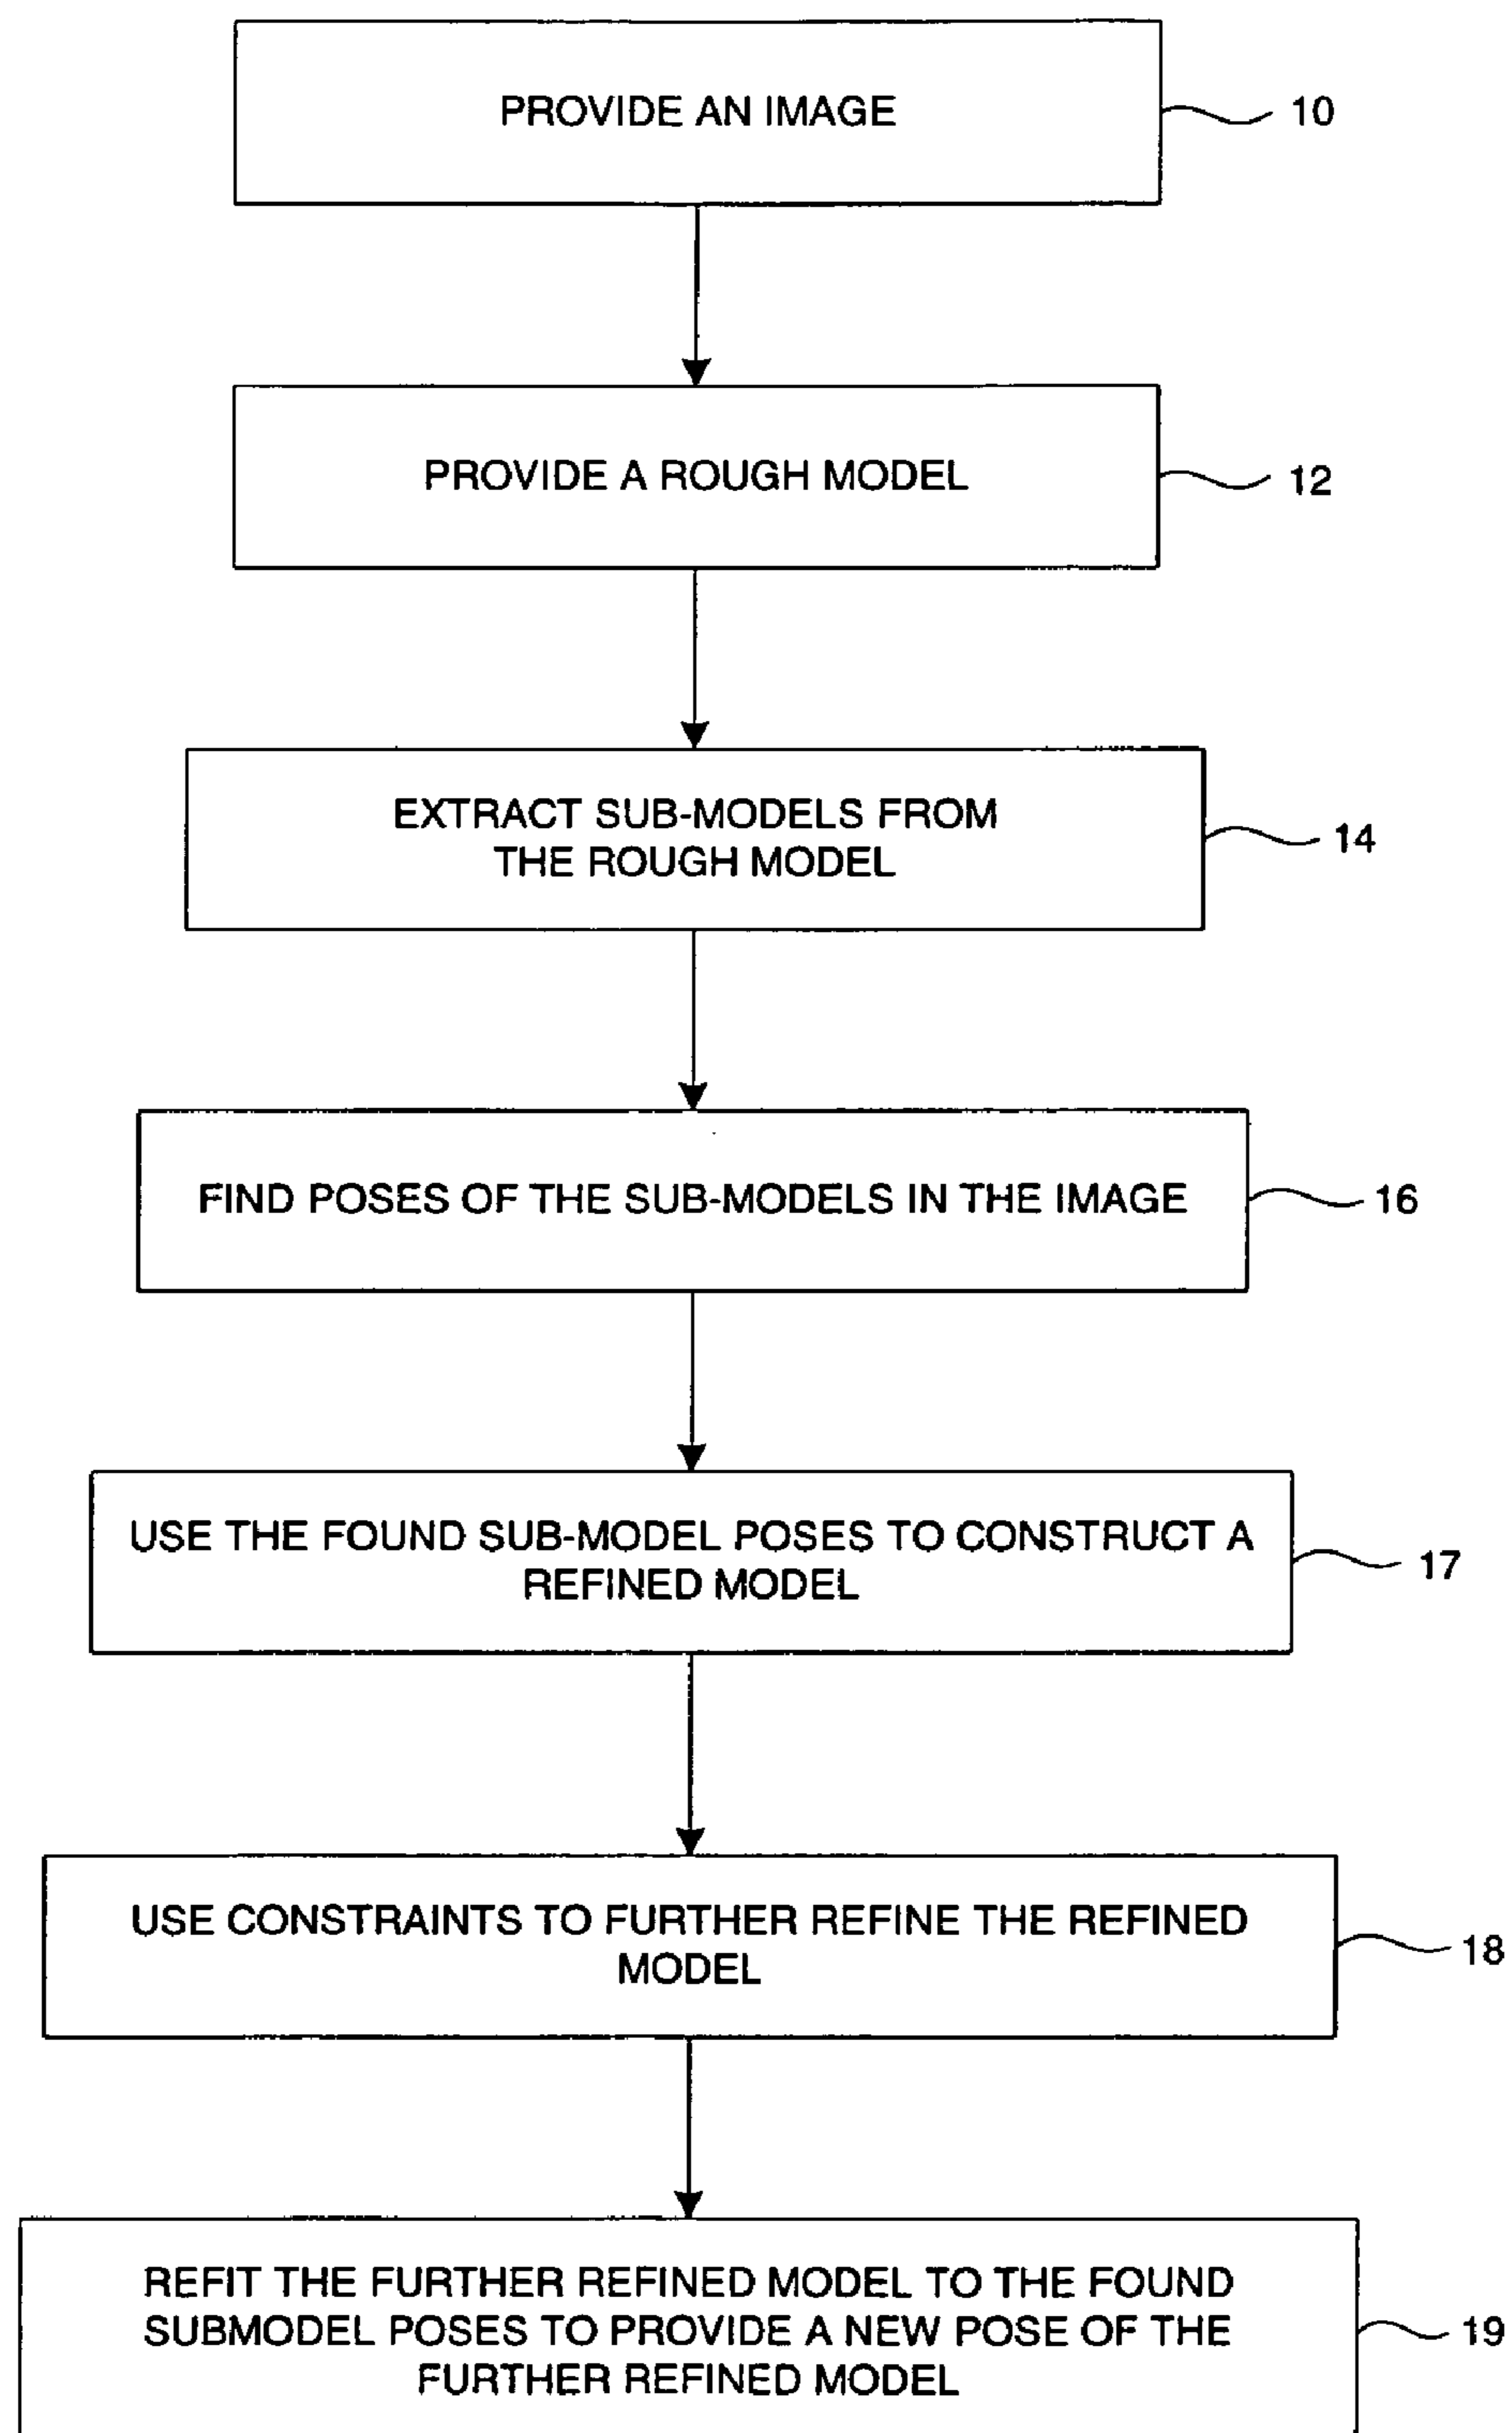 PROVIDE AN IMAGE
10
PROVIDE A ROUGH MODEL
12
EXTRACT SUB-MODELS FROM
THE ROUGH MODEL
14
FIND POSES OF THE SUB-MODELS IN THE IMAGE
16
USE THE FOUND SUB-MODEL POSES TO CONSTRUCT A
REFINED MODEL
17
USE CONSTRAINTS TO FURTHER REFINE THE REFINED
MODEL
18
REFIT THE FURTHER REFINED MODEL TO THE FOUND
SUBMODEL POSES TO PROVIDE A NEW POSE OF THE
FURTHER REFINED MODEL
19